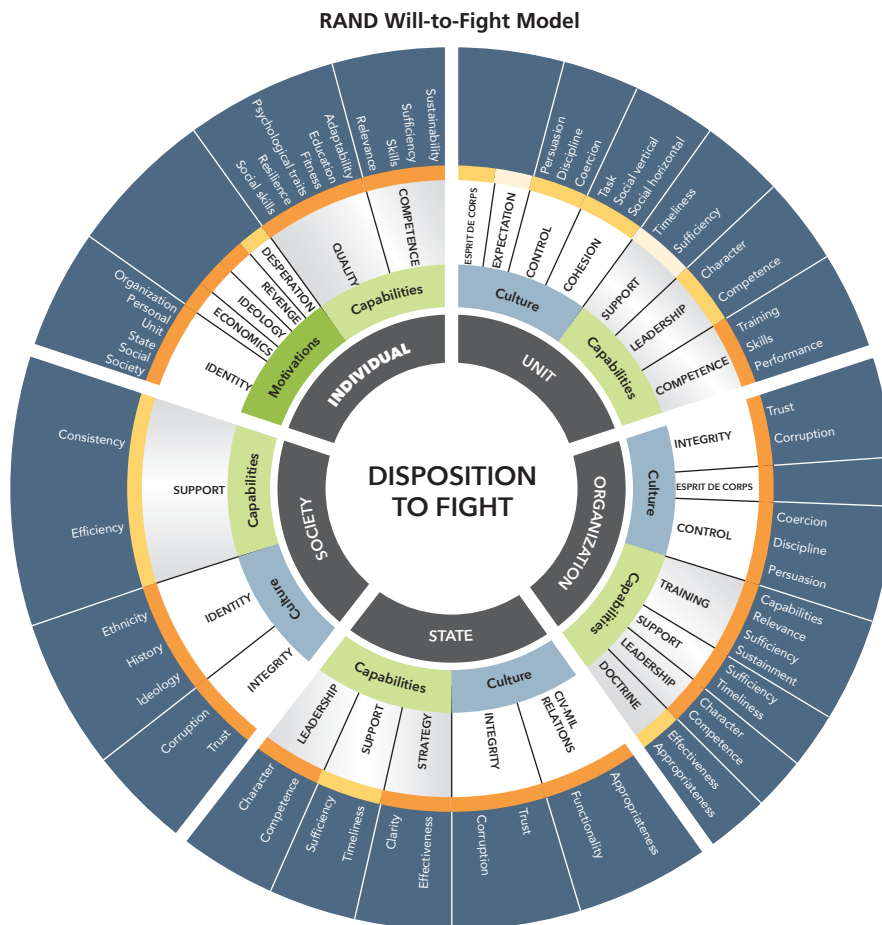 RAND Will-to-Fight Model
DISPOSITION
TO FIGHT
INDIVIDUAL
Motivations
IDENTITY
Organization
Personal
Unit
State
Social
Society
ECONOMICS
IDEOLOGY
REVENGE
DESPERATION
Capabilities
QUALITY
Social skills
Resilience
Psychological traits
Fitness
Education
Adaptability
COMPETENCE
Relevance
Skills
Sufficiency
Sustainability
UNIT
Culture
ESPRIT DE CORPS
EXPECTATION
CONTROL
Persuasion
Discipline
Coercion
COHESION
Task
Social vertical
Social horizontal
Capabilities
SUPPORT
Timeliness
Sufficiency
LEADERSHIP
Character
Competence
COMPETENCE
Training
Skills
Performance
ORGANIZATION
Culture
INTEGRITY
Trust
Corruption
ESPRIT DE CORPS
CONTROL
Coercion
Discipline
Persuasion
Capabilities
TRAINING
Capabilities
Relevance
Sufficiency
Sustainment
SUPPORT
Sufficiency
Timeliness
LEADERSHIP
Character
Competence
DOCTRINE
Effectiveness
Appropriateness
STATE
Culture
CIV-MIL
RELATIONS
Appropriateness
Functionality
INTEGRITY
Trust
Corruption
Capabilities
STRATEGY
Effectiveness
Clarity
SUPPORT
Timeliness
Sufficiency
LEADERSHIP
Competence
Character
SOCIETY
Culture
INTEGRITY
Trust
Corruption
IDENTITY
Ideology
History
Ethnicity
Capabilities
SUPPORT
Efficiency
Consistency